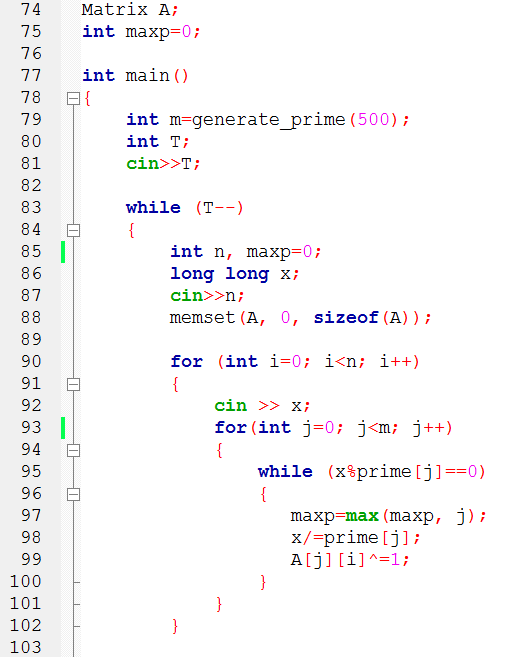 74 Matrix A;
75 int maxp=0;
76
77 int main()
78 {
79 int m=generate_prime(500);
80 int T;
81 cin>>T;
82
83 while (T--)
84 {
85 int n, maxp=0;
86 long long x;
87 cin>>n;
88 memset(A, 0, sizeof(A));
89
90 for (int i=0; i<n; i++)
91 {
92 cin >> x;
93 for(int j=0; j<m; j++)
94 {
95 while (x%prime[j]==0)
96 {
97 maxp=max(maxp, j);
98 x/=prime[j];
99 A[j][i]^=1;
100 }
101 }
102 }
103